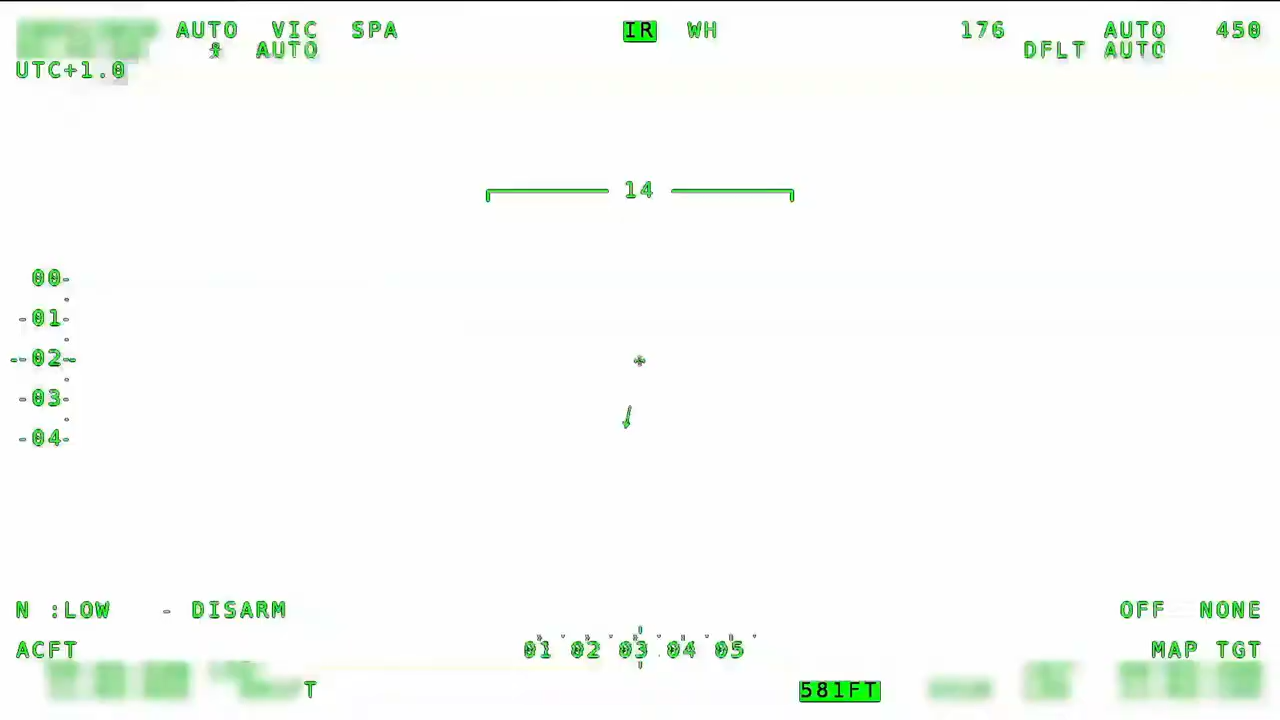 AUTO VIC SPA IR WH 176 AUTO 450
AUTO DFLT AUTO
UTC+1.0
14
00-
-01-
--02--
-03-
-04-
N :LOW - DISARM OFF NONE
ACFT 01 02 03 04 05 MAP TGT
T 581FT